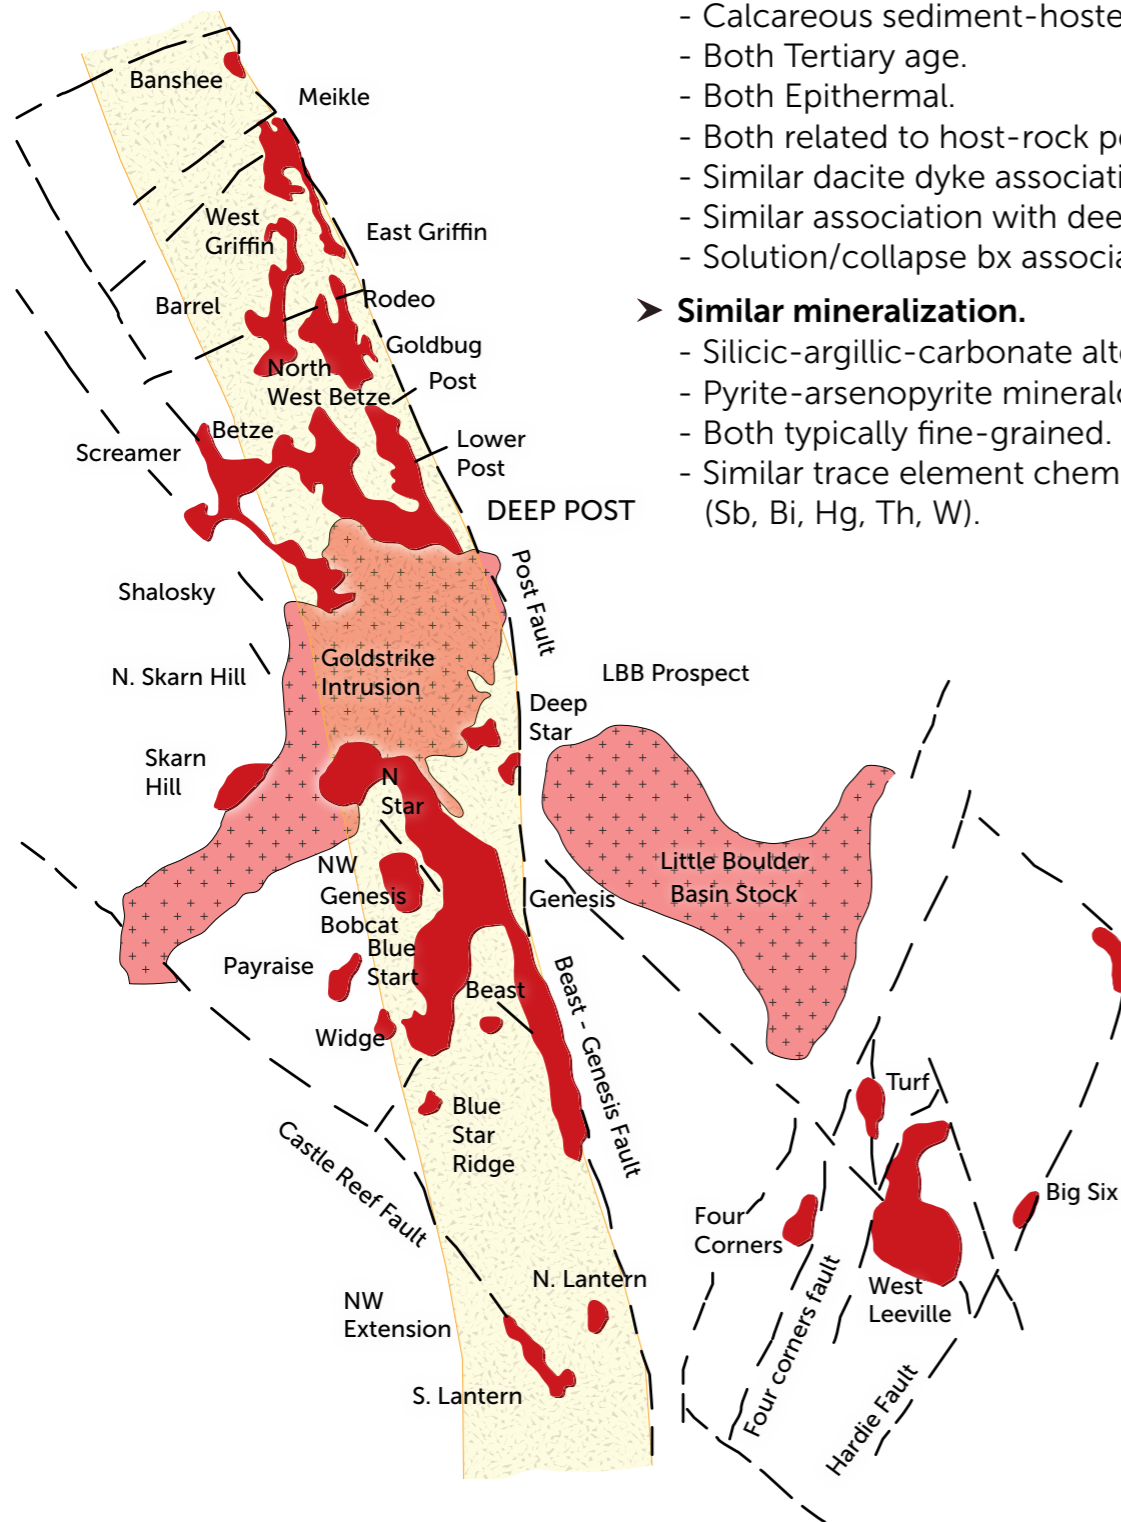 - Calcareous sediment-hoste
- Both Tertiary age.
- Both Epithermal.
- Both related to host-rock p
- Similar dacite dyke associati
- Similar association with dee
- Solution/collapse bx associa
➤ Similar mineralization.
- Silicic-argillic-carbonate alt
- Pyrite-arsenopyrite mineral
- Both typically fine-grained.
- Similar trace element chem
(Sb, Bi, Hg, Th, W).
Banshee
Meikle
West
Griffin
East Griffin
Barrel
Rodeo
Goldbug
North
West Betze
Post
Betze
Screamer
Lower
Post
DEEP POST
Post Fault
Shalosky
Goldstrike
Intrusion
N. Skarn Hill
LBB Prospect
Deep
Star
Skarn
Hill
N
Star
Little Boulder
Basin Stock
NW
Genesis
Bobcat
Genesis
Blue
Start
Payraise
Beast
Beast - Genesis Fault
Widge
Turf
Blue
Star
Ridge
Castle Reef Fault
Big Six
Four
Corners
N. Lantern
West
Leeville
NW
Extension
Four corners fault
S. Lantern
Hardie Fault